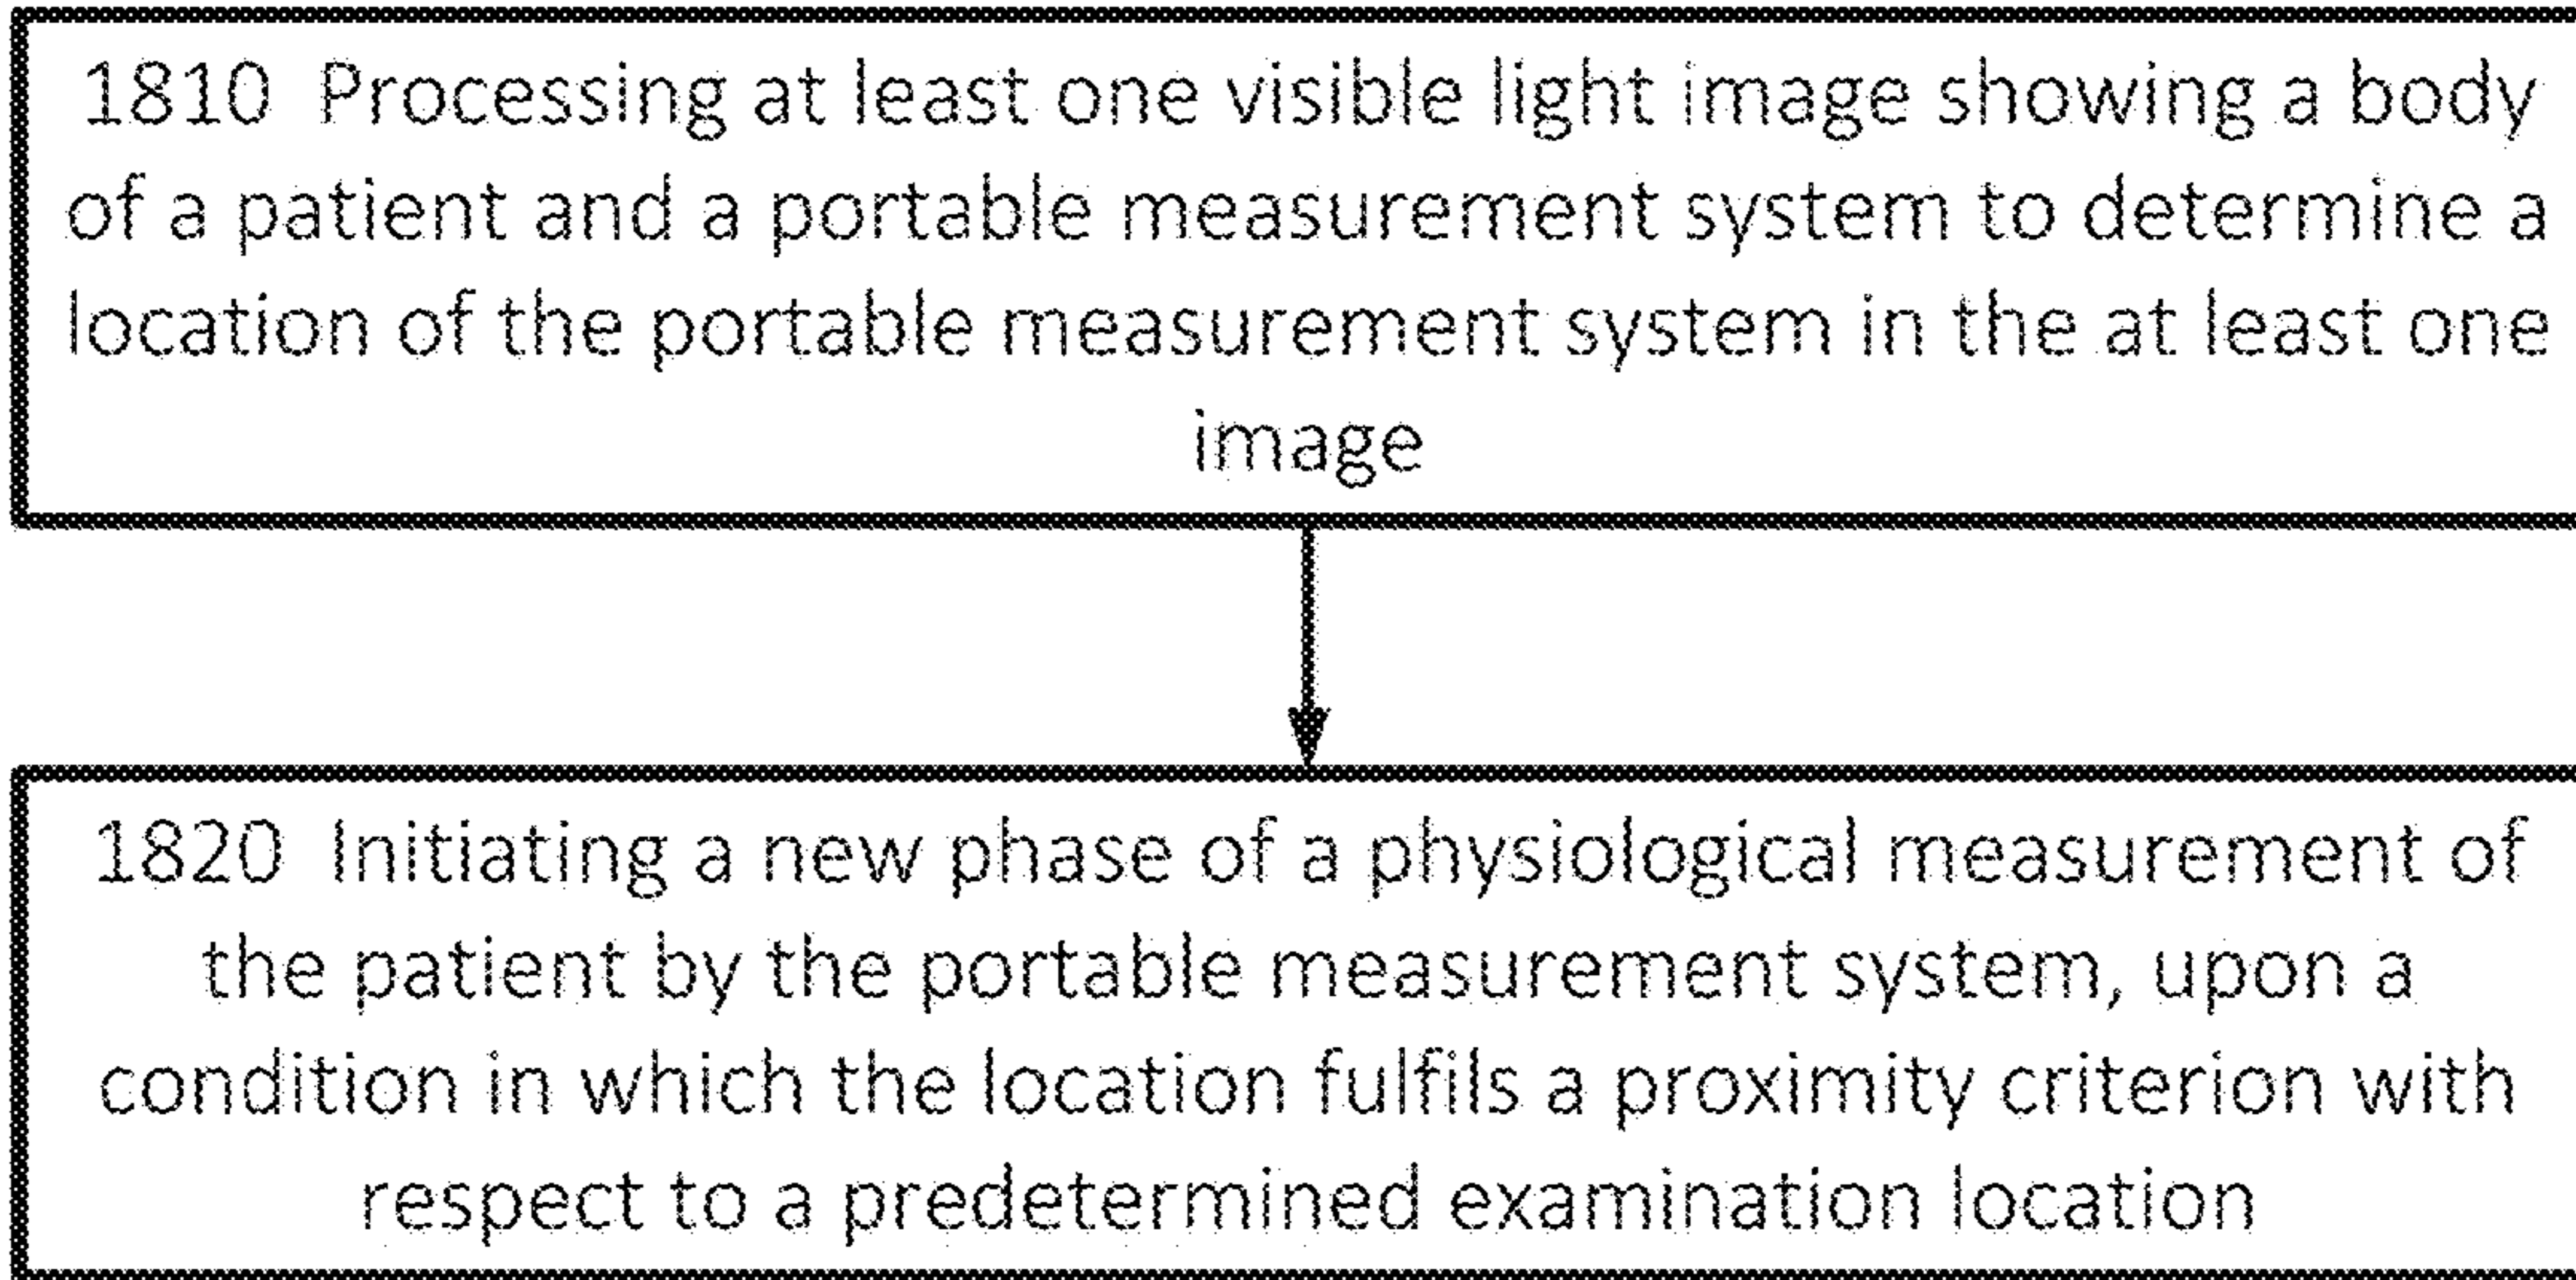 1810 Processing at least one visible light image showing a body
of a patient and a portable measurement system to determine a
location of the portable measurement system in the at least one
image
1820 Initiating a new phase of a physiological measurement of
the patient by the portable measurement system, upon a
condition in which the location fulfils a proximity criterion with
respect to a predetermined examination location